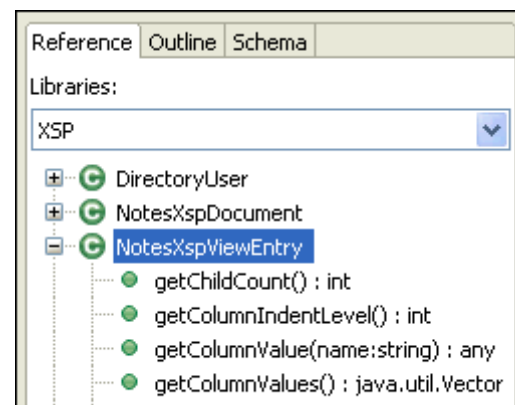 Reference Outline Schema
Libraries:
XSP
C DirectoryUser
C NotesXspDocument
C NotesXspViewEntry
getChildCount() : int
getColumnIndentLevel() : int
getColumnValue(name:string) : any
getColumnValues() : java.util.Vector